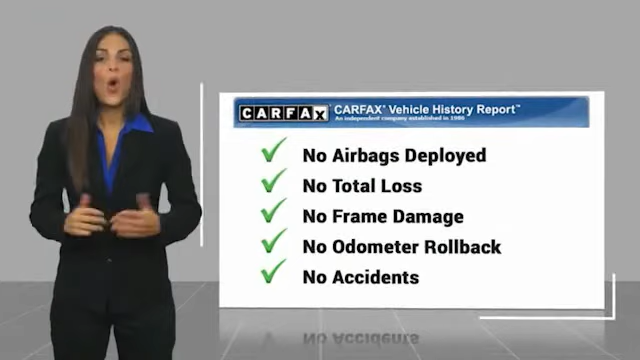 CARFAX CARFAX® Vehicle History Report™
An independent company established in 1986
No Airbags Deployed
No Total Loss
No Frame Damage
No Odometer Rollback
No Accidents